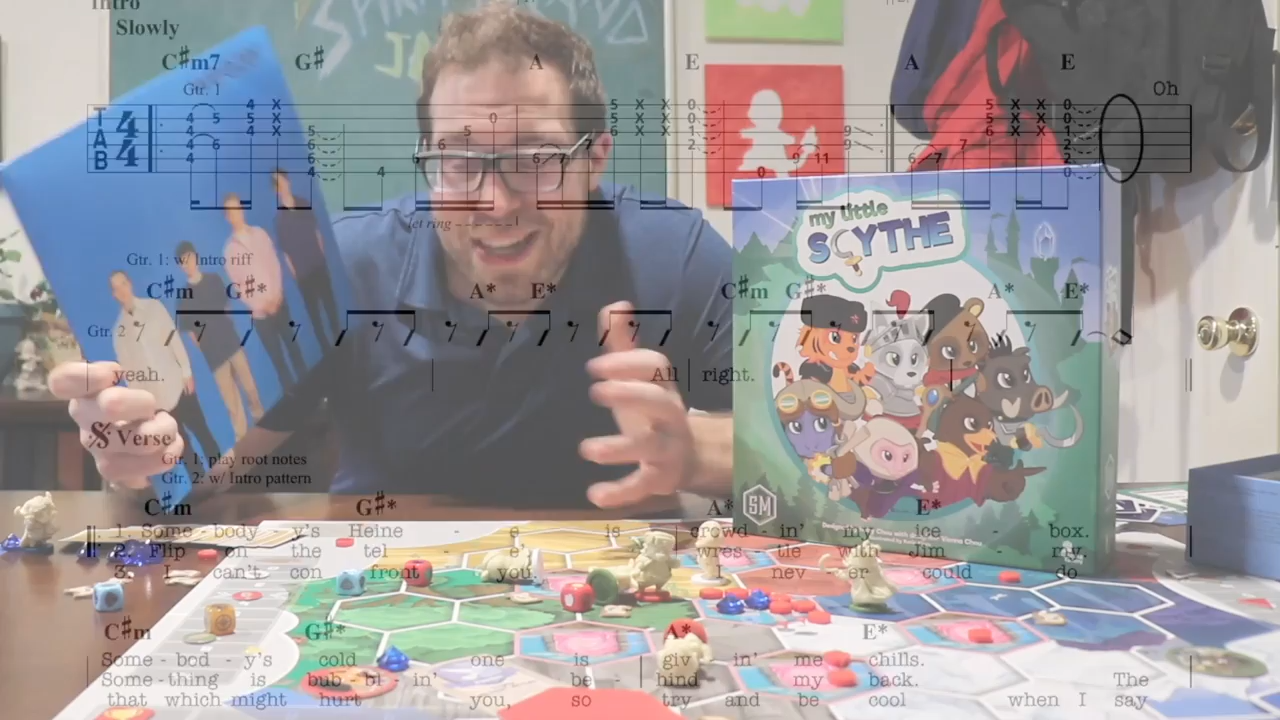 Intro
Slowly
C#m7 G# A E A E
Gtr. 1 Oh
T
A
B
4
4
let ring
my little
SCYTHE
Gtr. 1: w/ Intro riff
C#m G#* A* E* C#m G#* A* E*
Gtr. 2
yeah. All right.
Verse
Gtr. 1: play root notes
Gtr. 2: w/ Intro pattern
SM
C#m G#* A* E*
1. Some - body - y's Heine - e is crowd - in' my ice - box.
2. Flip on the tel - e, wres - tle with Jim - my,
3. I can't con - front you. I nev - er could do
C#m G#* A* E*
Some - bod - y's cold one is giv - in' me chills.
Some - thing is bub - bl - in' be - hind my back. The
that which might hurt you, so try and be cool when I say